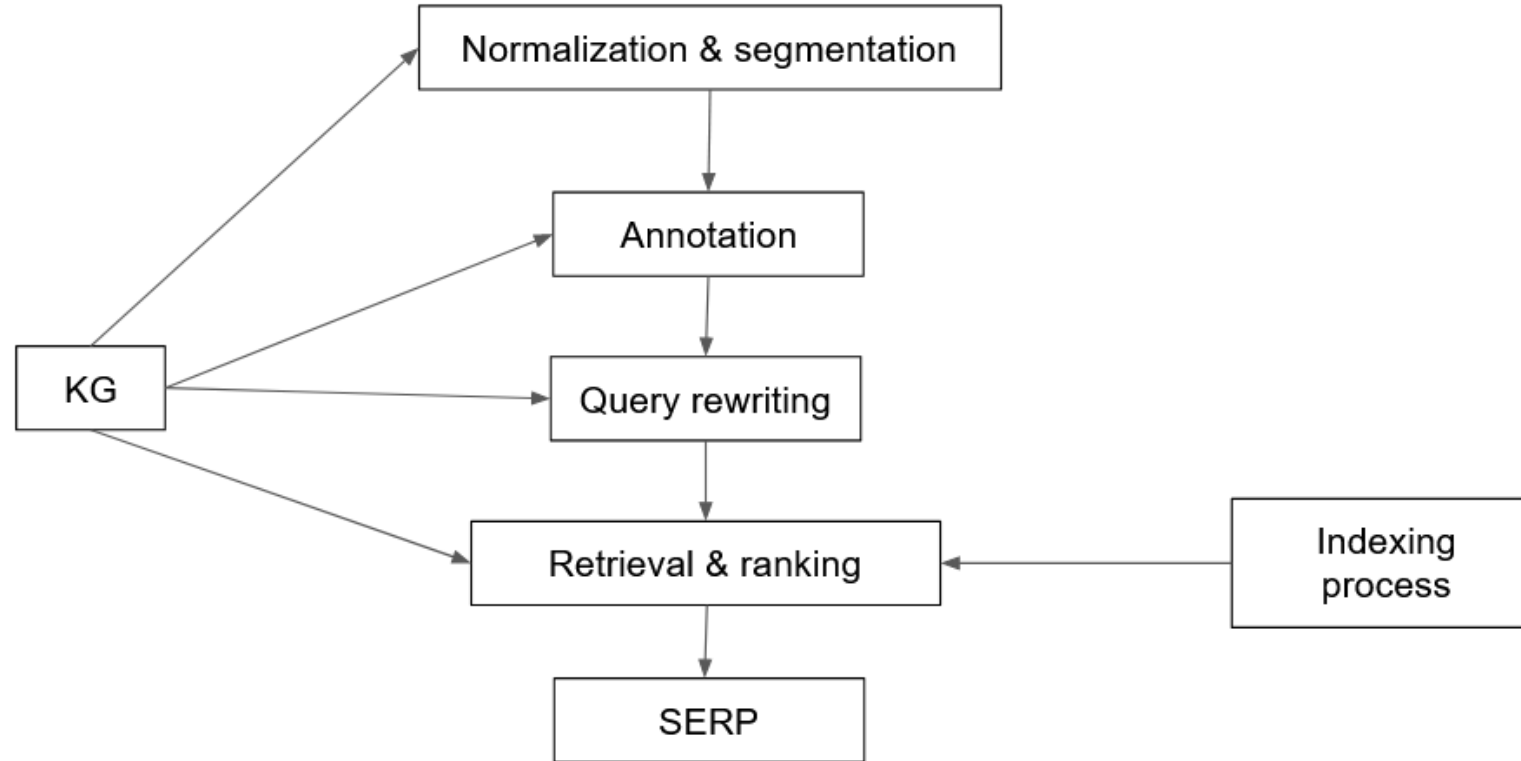 Normalization & segmentation
Annotation
KG
Query rewriting
Retrieval & ranking
Indexing
process
SERP